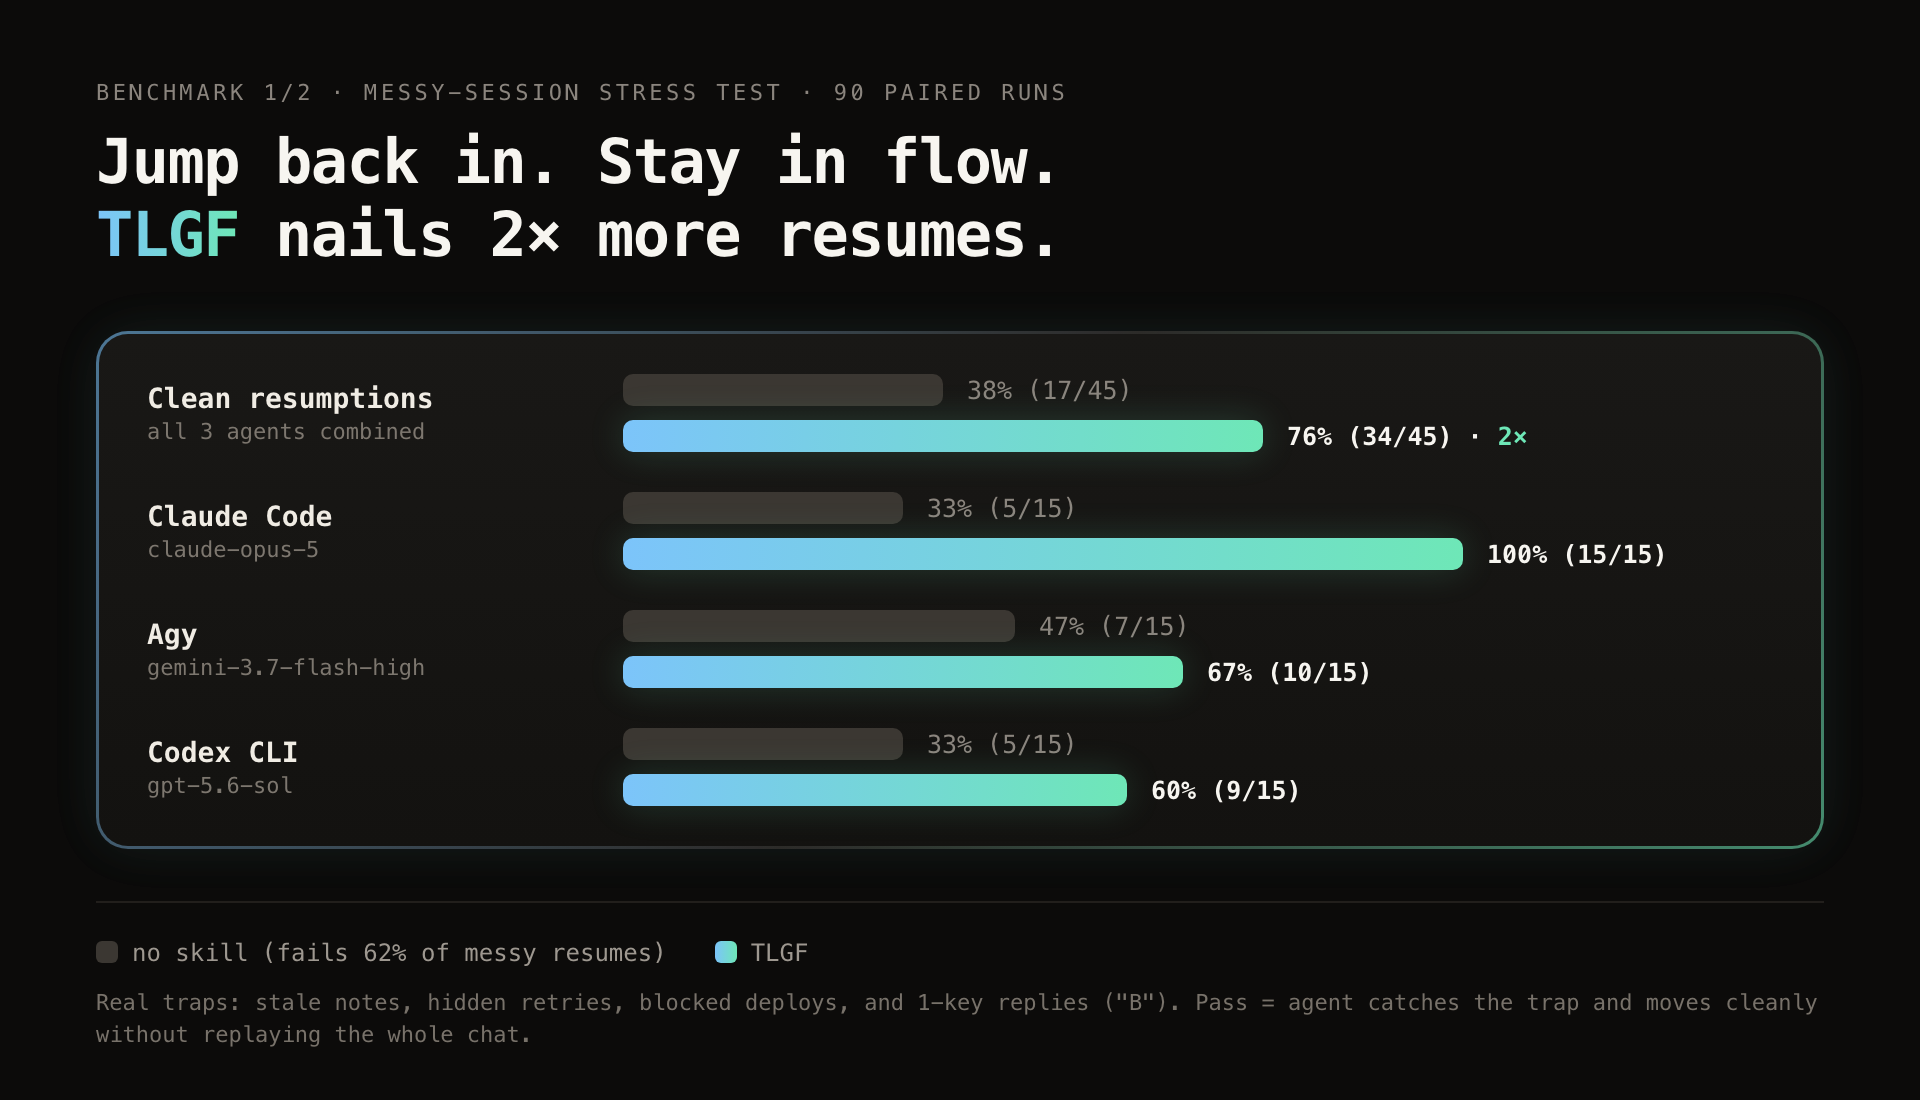 BENCHMARK 1/2 · MESSY–SESSION STRESS TEST · 90 PAIRED RUNS
Jump back in. Stay in flow.
TLGF nails 2× more resumes.
Clean resumptions
all 3 agents combined
38% (17/45)
76% (34/45) · 2×
Claude Code
claude–opus–5
33% (5/15)
100% (15/15)
Agy
gemini–3.7–flash–high
47% (7/15)
67% (10/15)
Codex CLI
gpt–5.6–sol
33% (5/15)
60% (9/15)
no skill (fails 62% of messy resumes)
TLGF
Real traps: stale notes, hidden retries, blocked deploys, and 1–key replies ("B"). Pass = agent catches the trap and moves cleanly
without replaying the whole chat.